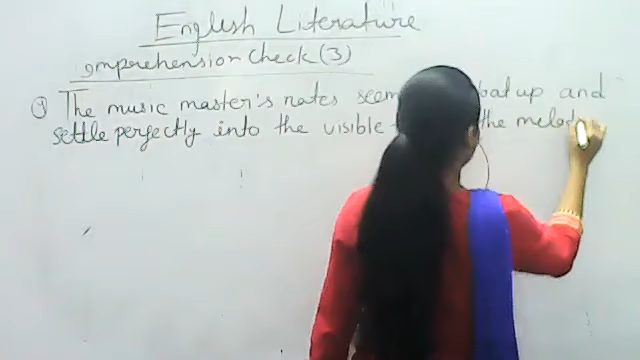 English Literature
omprehension check (3)
The music master's notes seem up and
settle perfectly into the visible the melod